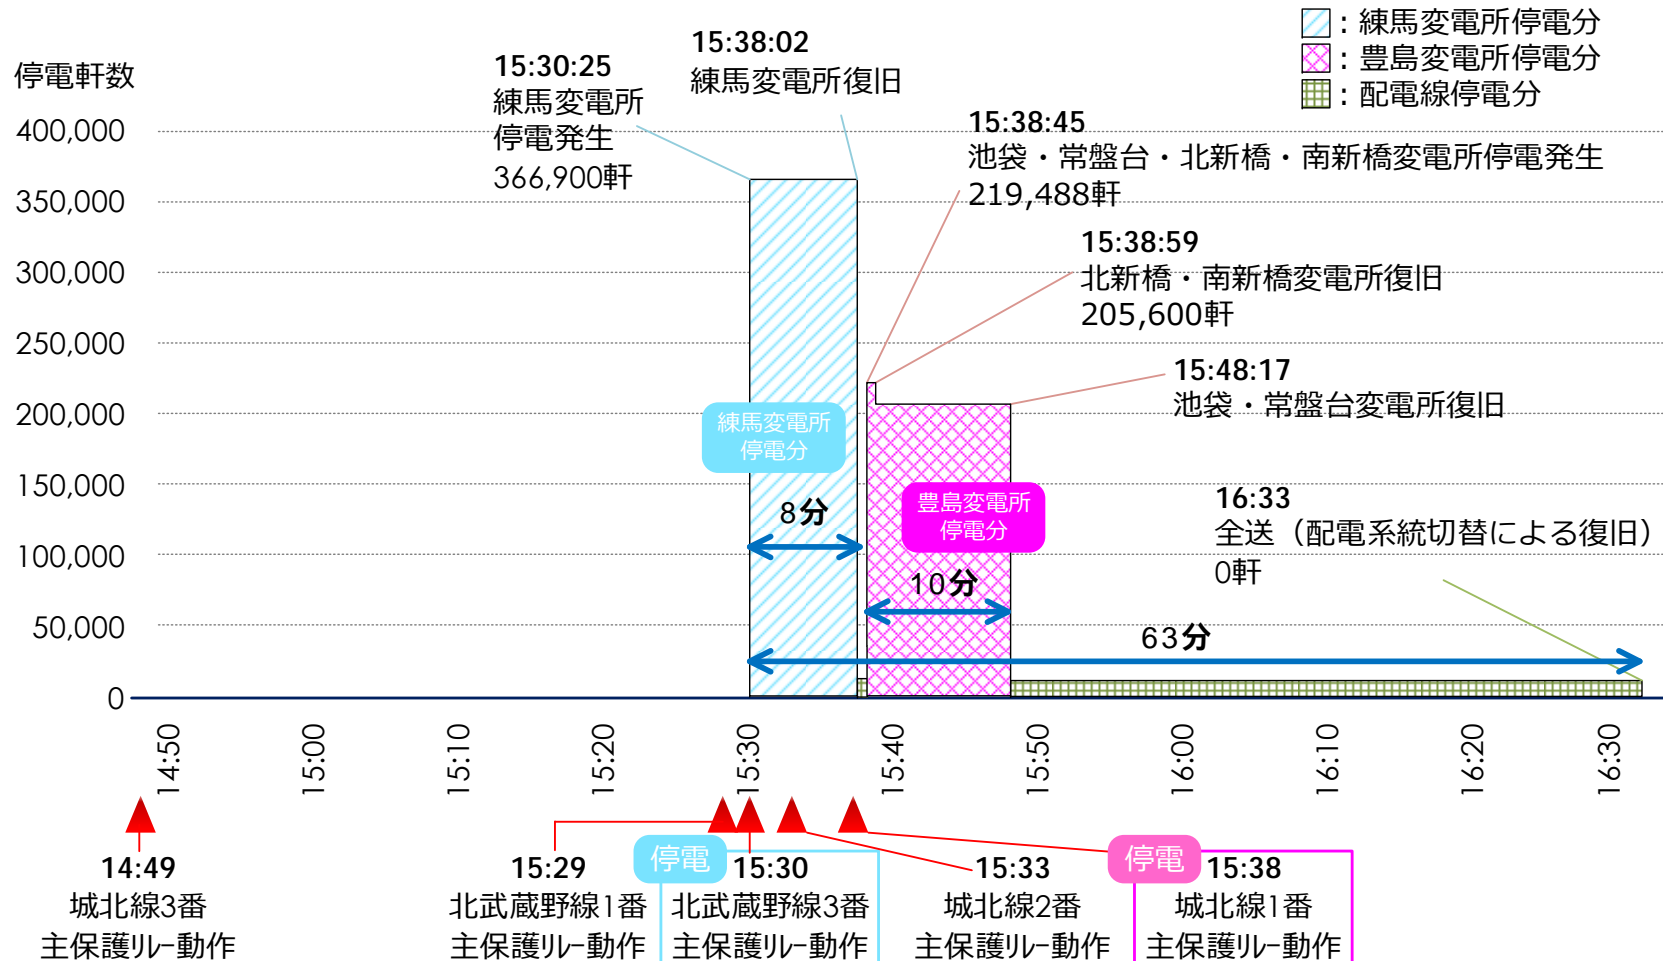 ：練馬変電所停電分
：豊島変電所停電分
：配電線停電分
停電軒数
15:30:25
練馬変電所
停電発生
366,900軒
15:38:02
練馬変電所復旧
15:38:45
池袋・常盤台・北新橋・南新橋変電所停電発生
219,488軒
15:38:59
北新橋・南新橋変電所復旧
205,600軒
15:48:17
池袋・常盤台変電所復旧
16:33
全送（配電系統切替による復旧）
0軒
400,000
350,000
300,000
250,000
200,000
150,000
100,000
50,000
0
練馬変電所
停電分
8分
豊島変電所
停電分
10分
63分
14:50
15:00
15:10
15:20
15:30
15:40
15:50
16:00
16:10
16:20
16:30
14:49
城北線3番
主保護ﾘﾚｰ動作
15:29
北武蔵野線1番
主保護ﾘﾚｰ動作
停電
15:30
北武蔵野線3番
主保護ﾘﾚｰ動作
15:33
城北線2番
主保護ﾘﾚｰ動作
停電
15:38
城北線1番
主保護ﾘﾚｰ動作